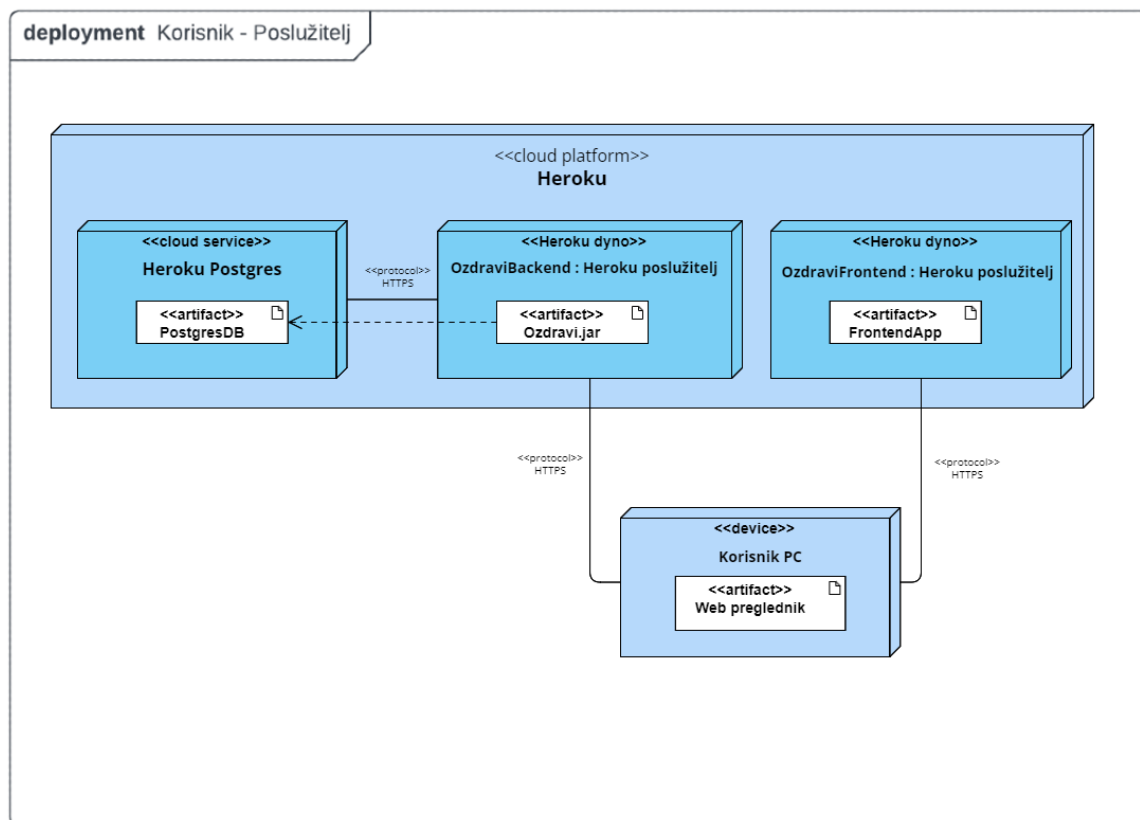 deployment Korisnik - Poslužitelj
<<cloud platform>>
Heroku
<<cloud service>>
Heroku Postgres
<<artifact>>
PostgresDB
<<protocol>>
HTTPS
<<Heroku dyno>>
OzdraviBackend : Heroku poslužitelj
<<artifact>>
Ozdravi.jar
<<Heroku dyno>>
OzdraviFrontend : Heroku poslužitelj
<<artifact>>
FrontendApp
<<protocol>>
HTTPS
<<protocol>>
HTTPS
<<device>>
Korisnik PC
<<artifact>>
Web preglednik